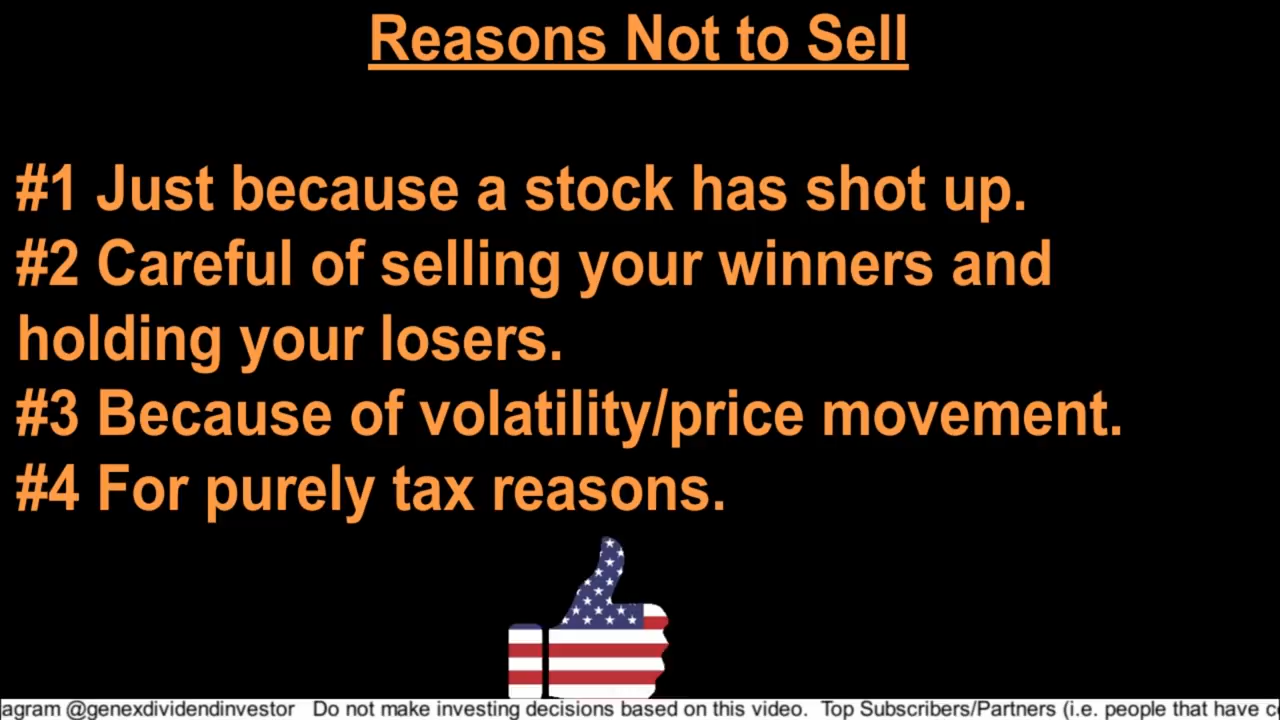 Reasons Not to Sell
#1 Just because a stock has shot up.
#2 Careful of selling your winners and
holding your losers.
#3 Because of volatility/price movement.
#4 For purely tax reasons.
agram @genexdividendinvestor Do not make investing decisions based on this video. Top Subscribers/Partners (i.e. people that have c